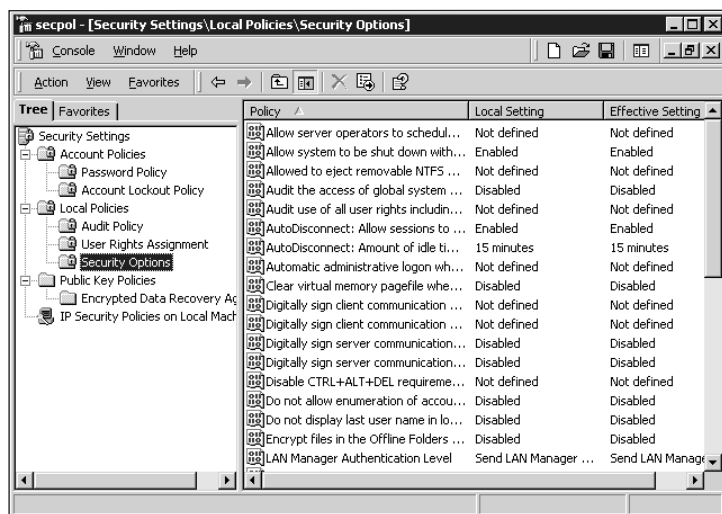 secpol - [Security Settings\Local Policies\Security Options]
Console Window Help
Action View Favorites
Tree Favorites
Security Settings
Account Policies
Password Policy
Account Lockout Policy
Local Policies
Audit Policy
User Rights Assignment
Security Options
Public Key Policies
Encrypted Data Recovery Ag
IP Security Policies on Local Mach
Policy Local Setting Effective Setting
Allow server operators to schedul... Not defined Not defined
Allow system to be shut down with... Enabled Enabled
Allowed to eject removable NTFS ... Not defined Not defined
Audit the access of global system ... Disabled Disabled
Audit use of all user rights includin... Not defined Not defined
AutoDisconnect: Allow sessions to ... Enabled Enabled
AutoDisconnect: Amount of idle ti... 15 minutes 15 minutes
Automatic administrative logon wh... Not defined Not defined
Clear virtual memory pagefile whe... Disabled Disabled
Digitally sign client communication ... Not defined Not defined
Digitally sign client communication ... Not defined Not defined
Digitally sign server communication... Disabled Disabled
Digitally sign server communication... Disabled Disabled
Disable CTRL+ALT+DEL requireme... Not defined Not defined
Do not allow enumeration of accou... Disabled Disabled
Do not display last user name in lo... Disabled Disabled
Encrypt files in the Offline Folders ... Disabled Disabled
LAN Manager Authentication Level Send LAN Manager ... Send LAN Manage